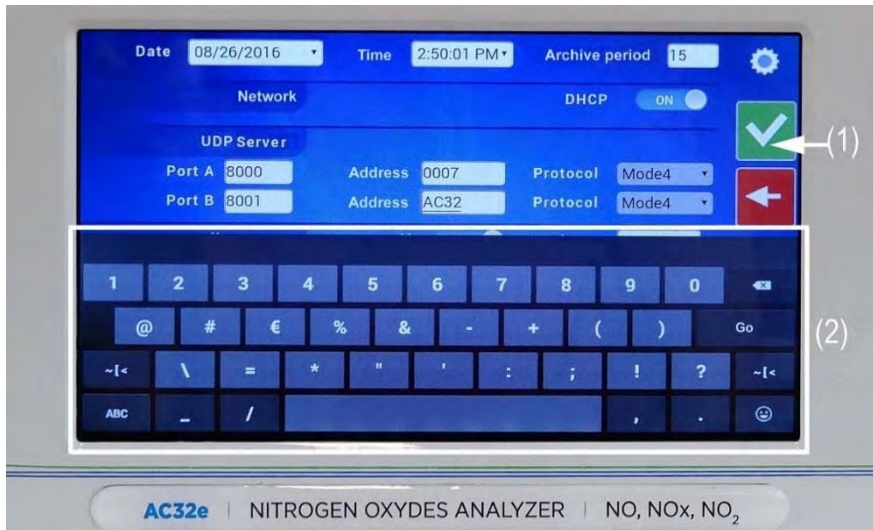 Date 08/26/2016 Time 2:50:01 PM Archive period 15
Network DHCP ON
(1)
UDP Server
Port A 8000 Address 0007 Protocol Mode4
Port B 8001 Address AC32 Protocol Mode4
1 2 3 4 5 6 7 8 9 0
@ # € % & - + ( ) Go
(2)
~[< \ = * " ' : ; ! ? ~[<
ABC _ / , .
AC32e | NITROGEN OXYDES ANALYZER | NO, NOx, NO₂